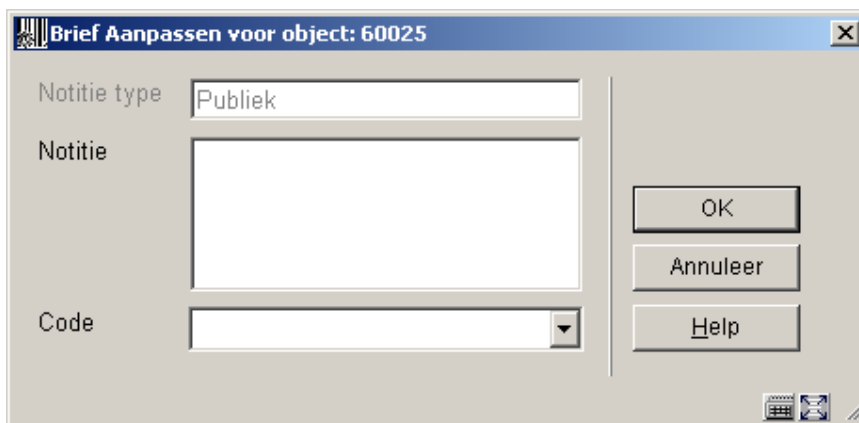 Brief Aanpassen voor object: 60025
Notitie type Publiek
Notitie
OK
Annuleer
Code
Help